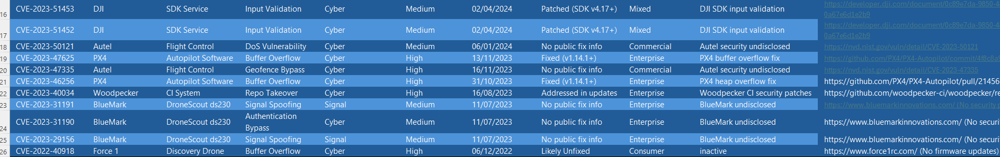 16 CVE-2023-51453 DJI SDK Service Input Validation Cyber Medium 02/04/2024 Patched (SDK v4.17+) Mixed DJI SDK input validation https://developer.dji.com/document/0c89e7da-9850-4
0a67e6d1e2b9
17 CVE-2023-51452 DJI SDK Service Input Validation Cyber Medium 02/04/2024 Patched (SDK v4.17+) Mixed DJI SDK input validation https://developer.dji.com/document/0c89e7da-9850-4
0a67e6d1e2b9
18 CVE-2023-50121 Autel Flight Control DoS Vulnerability Cyber Medium 06/01/2024 No public fix info Commercial Autel security undisclosed https://nvd.nist.gov/vuln/detail/CVE-2023-50121
19 CVE-2023-47625 PX4 Autopilot Software Buffer Overflow Cyber High 13/11/2023 Fixed (v1.14.1+) Enterprise PX4 buffer overflow fix https://github.com/PX4/PX4-Autopilot/commit/4f8c8a9
20 CVE-2023-47335 Autel Flight Control Geofence Bypass Cyber High 16/11/2023 No public fix info Commercial Autel security undisclosed https://nvd.nist.gov/vuln/detail/CVE-2023-47335
21 CVE-2023-46256 PX4 Autopilot Software Buffer Overflow Cyber High 31/10/2023 Fixed (v1.14.1+) Enterprise PX4 heap overflow fix https://github.com/PX4/PX4-Autopilot/pull/21456
22 CVE-2023-40034 Woodpecker CI System Repo Takeover Cyber High 16/08/2023 Addressed in updates Enterprise Woodpecker CI security patches https://github.com/woodpecker-ci/woodpecker/re
23 CVE-2023-31191 BlueMark DroneScout ds230 Signal Spoofing Signal Medium 11/07/2023 No public fix info Enterprise BlueMark undisclosed https://www.bluemarkinnovations.com/ (No security p
24 CVE-2023-31190 BlueMark DroneScout ds230 Authentication
Bypass Cyber Medium 11/07/2023 No public fix info Enterprise BlueMark undisclosed https://www.bluemarkinnovations.com/ (No securi
25 CVE-2023-29156 BlueMark DroneScout ds230 Signal Spoofing Signal Medium 11/07/2023 No public fix info Enterprise BlueMark undisclosed https://www.bluemarkinnovations.com/ (No securi
26 CVE-2022-40918 Force 1 Discovery Drone Buffer Overflow Cyber High 06/12/2022 Likely Unfixed Consumer inactive https://www.force1rc.com/ (No firmware updates)